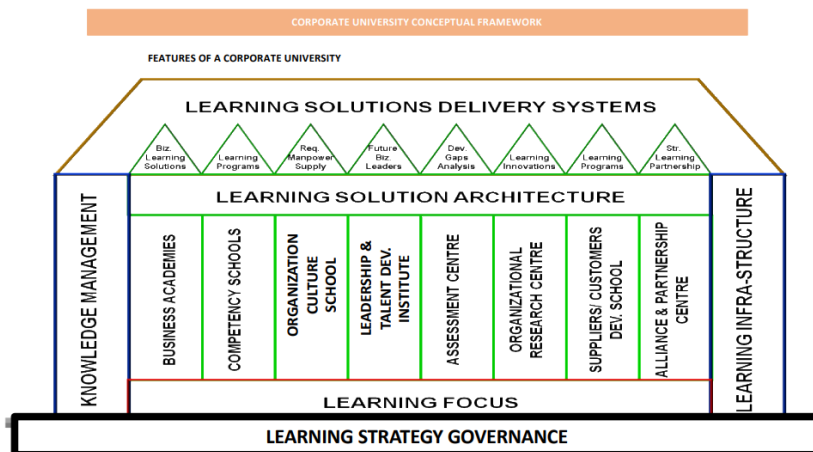 CORPORATE UNIVERSITY CONCEPTUAL FRAMEWORK
FEATURES OF A CORPORATE UNIVERSITY
LEARNING SOLUTIONS DELIVERY SYSTEMS
Biz.
Learning
Solutions
Learning
Programs
Req.
Manpower
Supply
Future
Biz.
Leaders
Dev.
Gaps
Analysis
Learning
Innovations
Learning
Programs
Str.
Learning
Partnership
LEARNING SOLUTION ARCHITECTURE
KNOWLEDGE MANAGEMENT
BUSINESS ACADEMIES
COMPETENCY SCHOOLS
ORGANIZATION
CULTURE
SCHOOL
LEADERSHIP &
TALENT DEV.
INSTITUTE
ASSESSMENT CENTRE
ORGANIZATIONAL
RESEARCH CENTRE
SUPPLIERS/ CUSTOMERS
DEV. SCHOOL
ALLIANCE & PARTNERSHIP
CENTRE
LEARNING INFRA-STRUCTURE
LEARNING FOCUS
LEARNING STRATEGY GOVERNANCE